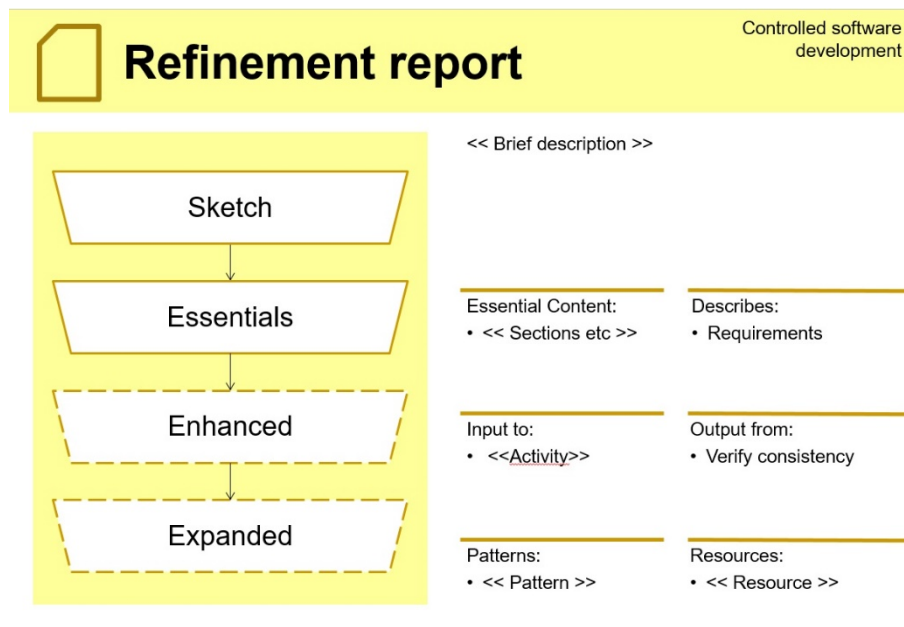 Refinement report
Controlled software
development
Sketch
Essentials
Enhanced
Expanded
<< Brief description >>
Essential Content:
• << Sections etc >>
Describes:
• Requirements
Input to:
• <<Activity>>
Output from:
• Verify consistency
Patterns:
• << Pattern >>
Resources:
• << Resource >>